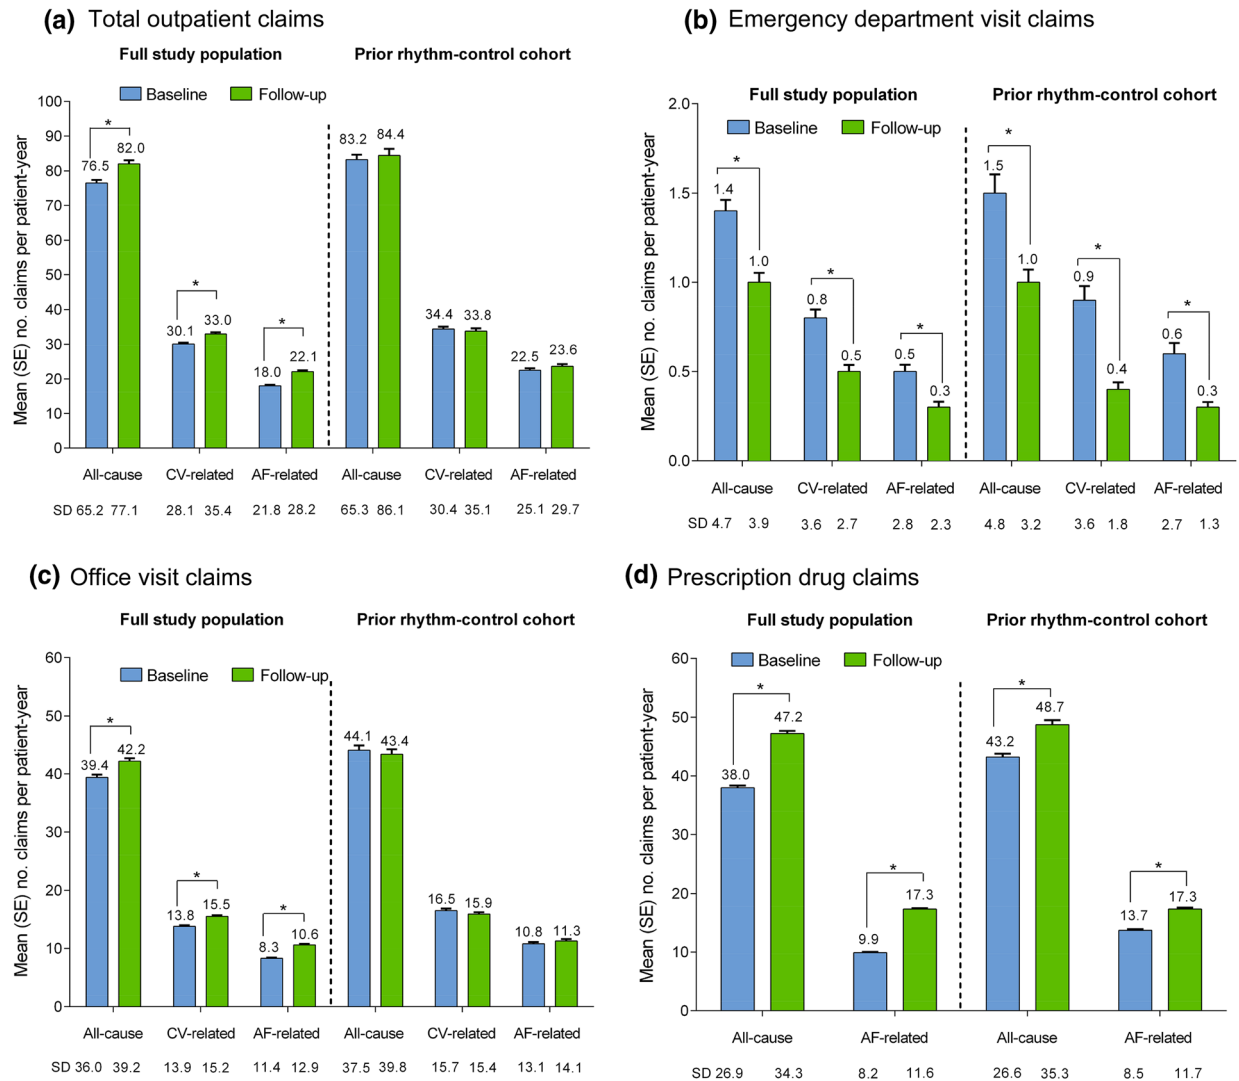 (a) Total outpatient claims
Full study population Prior rhythm-control cohort
Baseline Follow-up
Mean (SE) no. claims per patient-year
100
90
80
70
60
50
40
30
20
10
0
* * *
76.5 82.0 30.1 33.0 18.0 22.1 83.2 84.4 34.4 33.8 22.5 23.6
All-cause CV-related AF-related All-cause CV-related AF-related
SD 65.2 77.1 28.1 35.4 21.8 28.2 65.3 86.1 30.4 35.1 25.1 29.7
(b) Emergency department visit claims
Full study population Prior rhythm-control cohort
Baseline Follow-up
Mean (SE) no. claims per patient-year
2.0
1.5
1.0
0.5
0.0
* * * * * *
1.4 1.0 0.8 0.5 0.5 0.3 1.5 1.0 0.9 0.4 0.6 0.3
All-cause CV-related AF-related All-cause CV-related AF-related
SD 4.7 3.9 3.6 2.7 2.8 2.3 4.8 3.2 3.6 1.8 2.7 1.3
(c) Office visit claims
Full study population Prior rhythm-control cohort
Baseline Follow-up
Mean (SE) no. claims per patient-year
60
50
40
30
20
10
0
* * *
39.4 42.2 13.8 15.5 8.3 10.6 44.1 43.4 16.5 15.9 10.8 11.3
All-cause CV-related AF-related All-cause CV-related AF-related
SD 36.0 39.2 13.9 15.2 11.4 12.9 37.5 39.8 15.7 15.4 13.1 14.1
(d) Prescription drug claims
Full study population Prior rhythm-control cohort
Baseline Follow-up
Mean (SE) no. claims per patient-year
60
50
40
30
20
10
0
* * * *
38.0 47.2 9.9 17.3 43.2 48.7 13.7 17.3
All-cause AF-related All-cause AF-related
SD 26.9 34.3 8.2 11.6 26.6 35.3 8.5 11.7